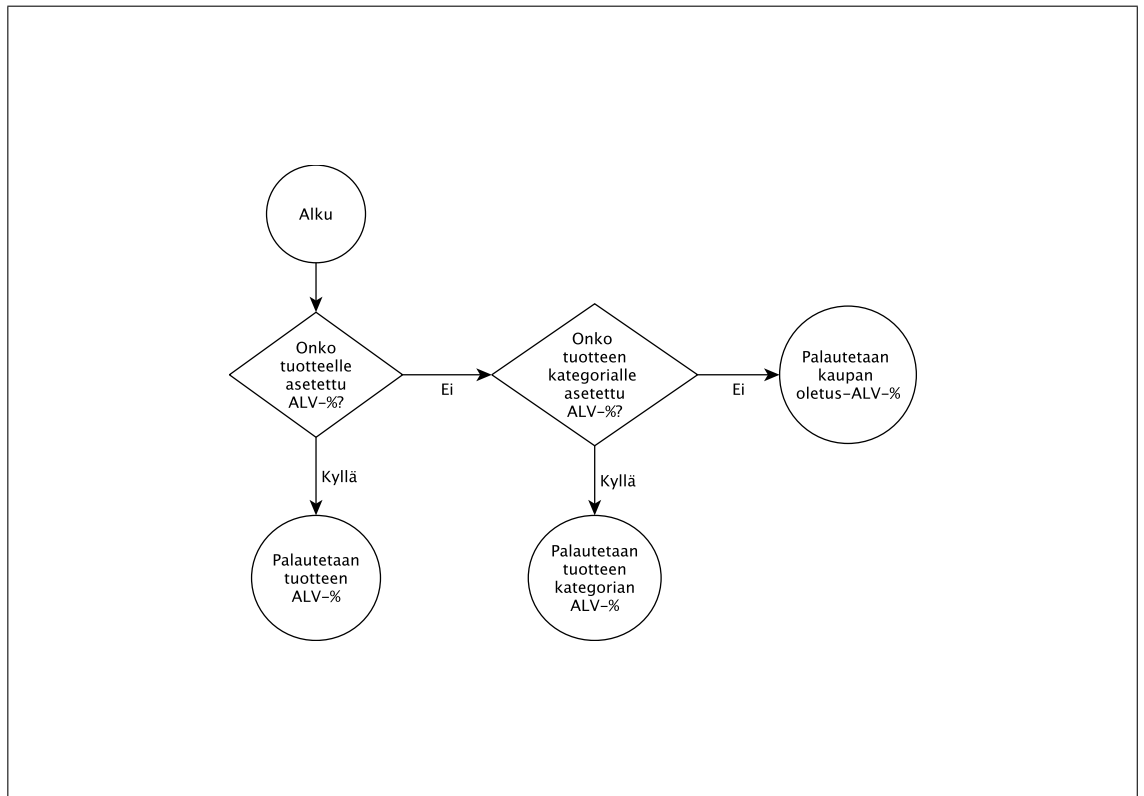 Alku
Onko
tuotteelle
asetettu
ALV-%?
Ei
Onko
tuotteen
kategorialle
asetettu
ALV-%?
Ei
Palautetaan
kaupan
oletus-ALV-%
Kyllä
Kyllä
Palautetaan
tuotteen
ALV-%
Palautetaan
tuotteen
kategorian
ALV-%